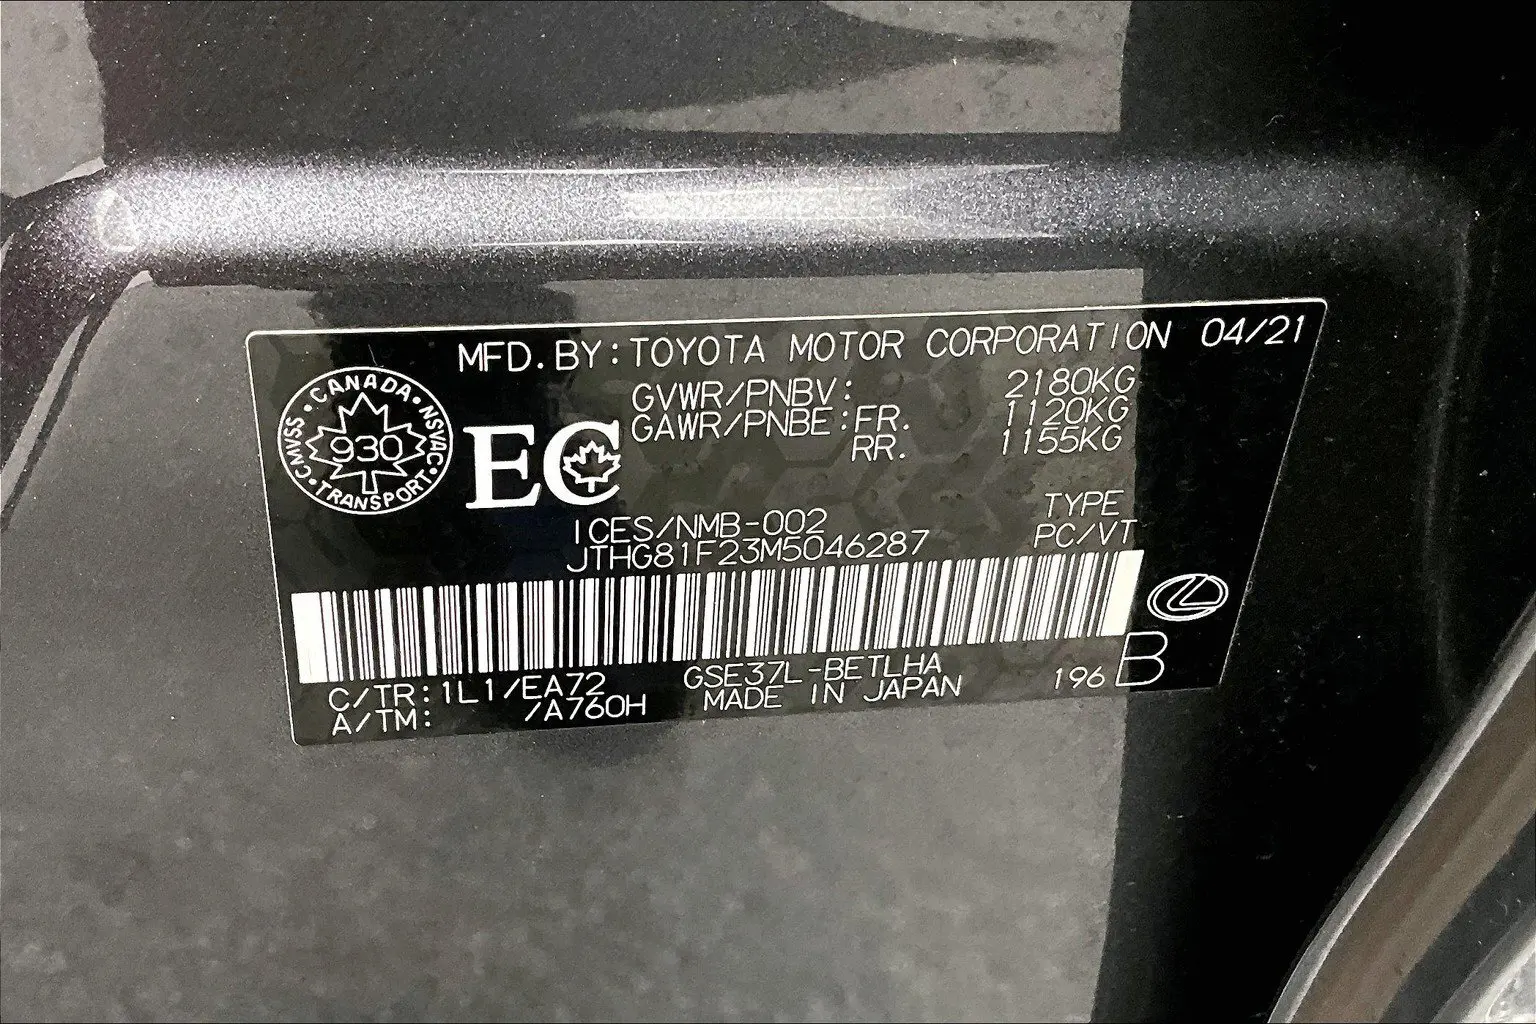 MFD. BY: TOYOTA MOTOR CORPORATION 04/21
GVWR/PNBV: 2180KG
GAWR/PNBE: FR. 1120KG
RR. 1155KG
CANADA · NSVAC · TRANSPORT · CMVSS ·
930
EC
TYPE
ICES/NMB-002 PC/VT
JTHG81F23M5046287
C/TR: 1L1/EA72 GSE37L-BETLHA 196 B
A/TM: /A760H MADE IN JAPAN